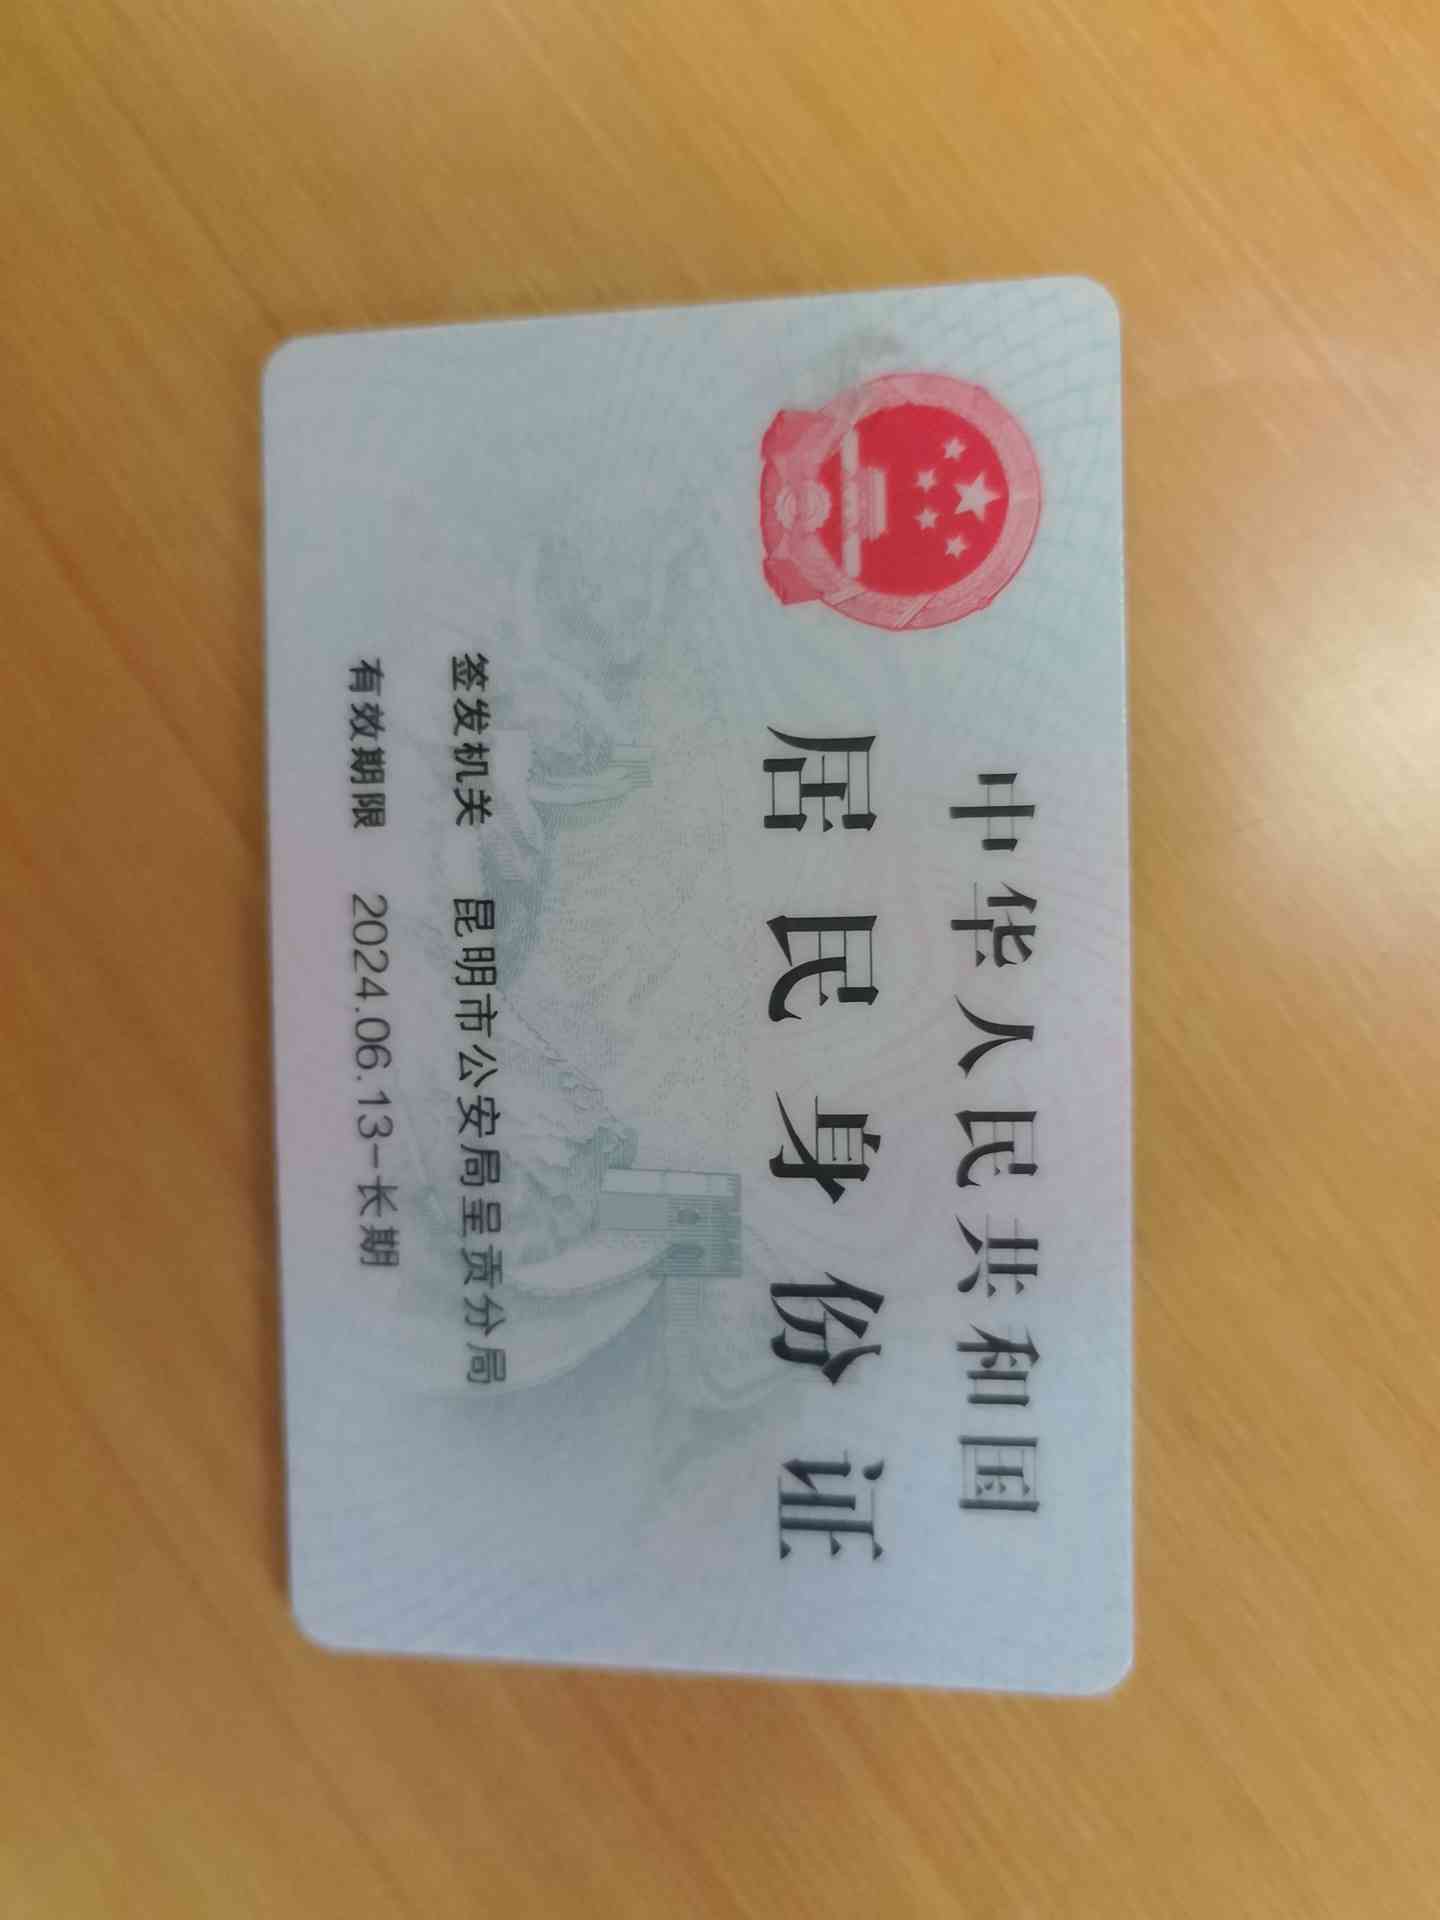 中华人民共和国
居民身份证
签发机关 昆明市公安局呈贡分局
有效期限 2024.06.13-长期